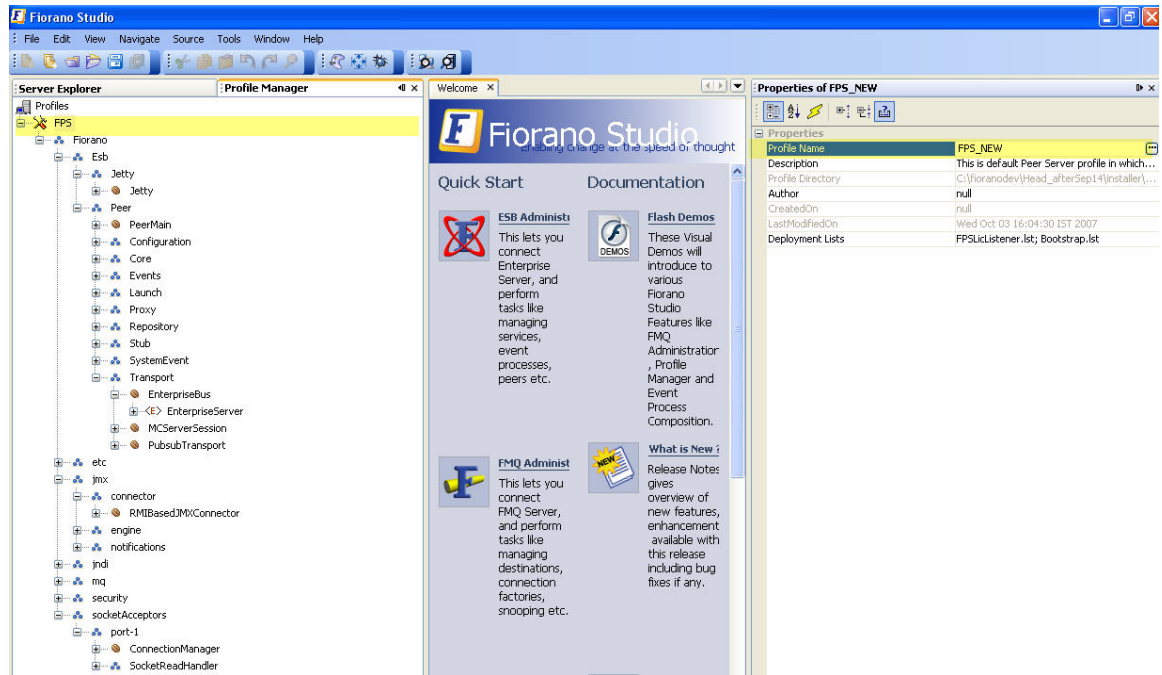 Fiorano Studio
File Edit View Navigate Source Tools Window Help
Server Explorer
Profile Manager
Profiles
FPS
Fiorano
Esb
Jetty
Jetty
Peer
PeerMain
Configuration
Core
Events
Launch
Proxy
Repository
Stub
SystemEvent
Transport
EnterpriseBus
<E> EnterpriseServer
MCServerSession
PubsubTransport
etc
jmx
connector
RMIBasedJMXConnector
engine
notifications
jndi
mq
security
socketAcceptors
port-1
ConnectionManager
SocketReadHandler
Welcome
Fiorano Studio
Enabling change at the speed of thought
Quick Start
ESB Administ
This lets you
connect
Enterprise
Server, and
perform
tasks like
managing
services,
event
processes,
peers etc.
FMQ Administ
This lets you
connect
FMQ Server,
and perform
tasks like
managing
destinations,
connection
factories,
snooping etc.
Documentation
DEMOS
Flash Demos
These Visual
Demos will
introduce to
various
Fiorano
Studio
Features like
FMQ
Administration
, Profile
Manager and
Event
Process
Composition.
NEW
What is New ?
Release Notes
gives
overview of
new features,
enhancement
available with
this release
including bug
fixes if any.
Properties of FPS_NEW
Properties
Profile Name FPS_NEW
Description This is default Peer Server profile in which...
Profile Directory C:\fioranodev\Head_afterSep14\installer\...
Author null
CreatedOn null
LastModifiedOn Wed Oct 03 16:04:30 IST 2007
Deployment Lists FPSLicListener.lst; Bootstrap.lst